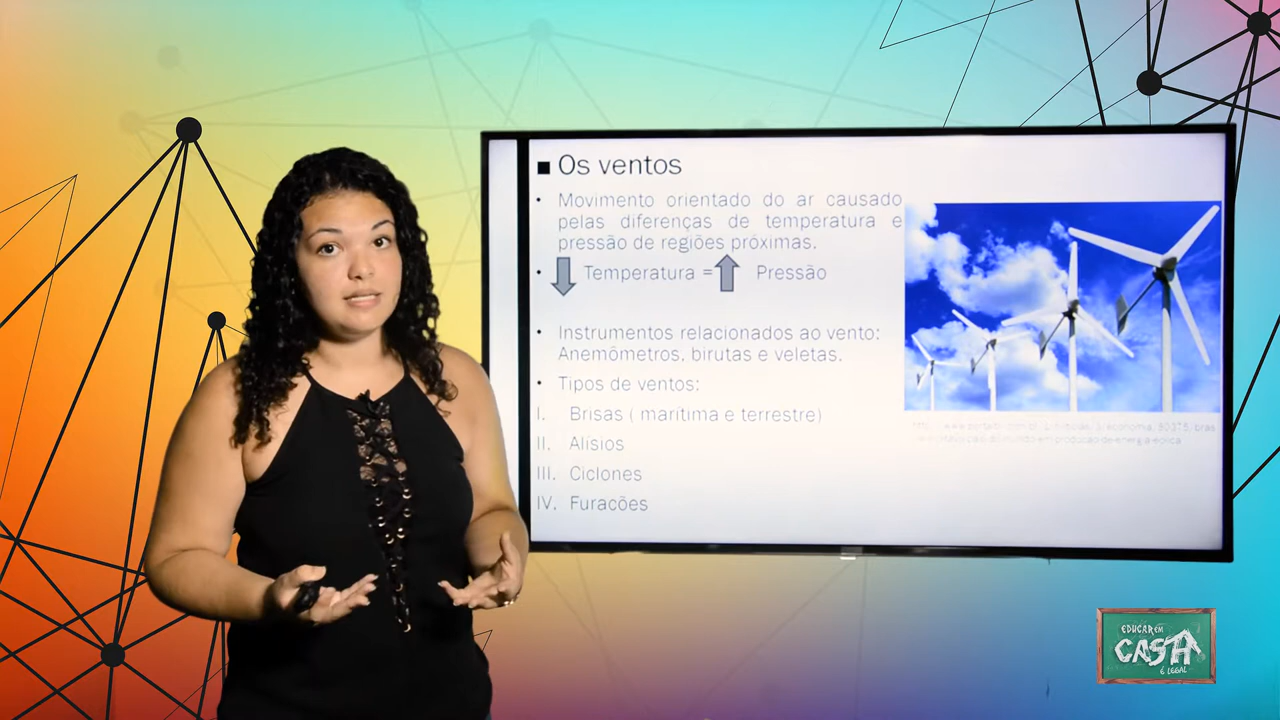 Os ventos
• Movimento orientado do ar causado
pelas diferenças de temperatura e
pressão de regiões próximas.
• Temperatura = Pressão
• Instrumentos relacionados ao vento:
Anemômetros, birutas e veletas.
• Tipos de ventos:
I. Brisas ( marítima e terrestre)
II. Alísios
III. Ciclones
IV. Furacões
EDUCAR EM
CASA
É LEGAL